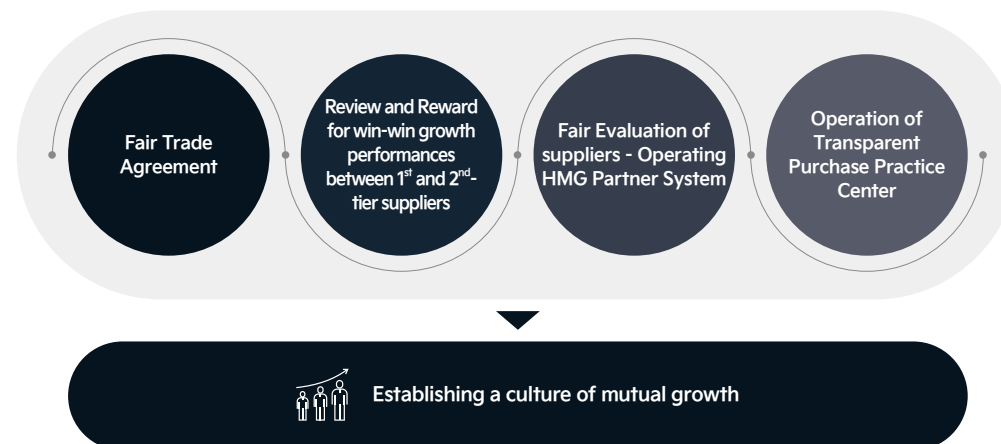 Fair Trade
Agreement
Review and Reward
for win-win growth
performances
between 1st and 2nd-
tier suppliers
Fair Evaluation of
suppliers - Operating
HMG Partner System
Operation of
Transparent
Purchase Practice
Center
Establishing a culture of mutual growth